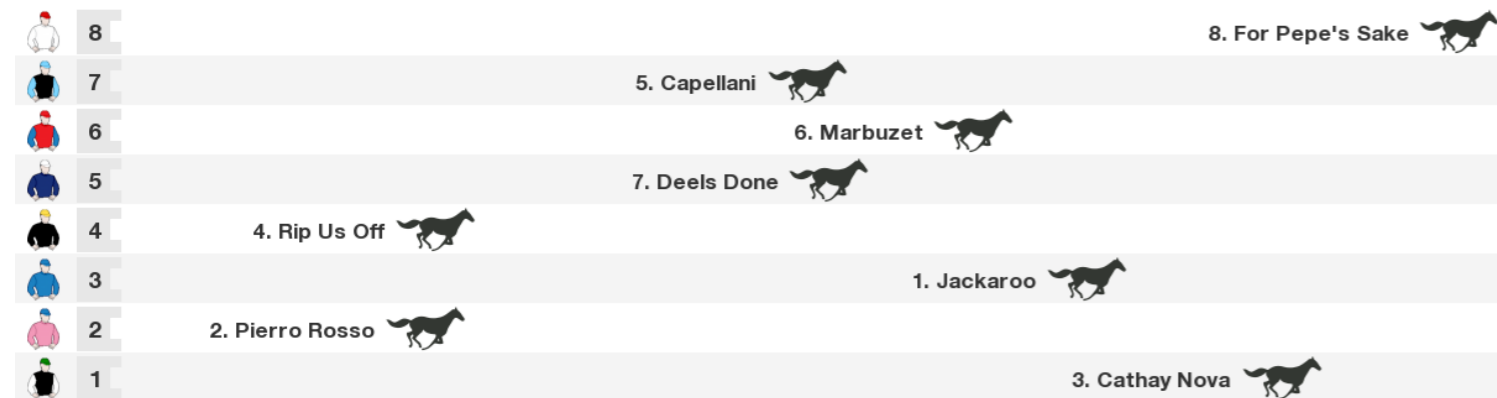 8 8. For Pepe's Sake
7 5. Capellani
6 6. Marbuzet
5 7. Deels Done
4 4. Rip Us Off
3 1. Jackaroo
2 2. Pierro Rosso
1 3. Cathay Nova